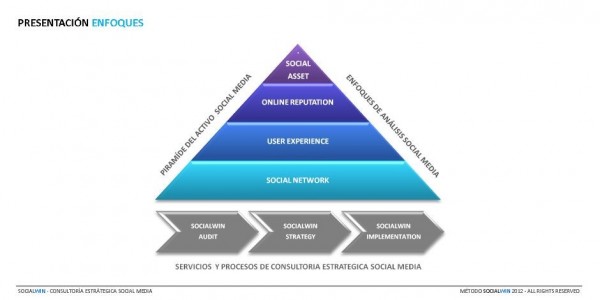 PRESENTACIÓN ENFOQUES
PIRAMÍDE DEL ACTIVO SOCIAL MEDIA
ENFOQUES DE ANÁLISIS SOCIAL MEDIA
SOCIAL
ASSET
ONLINE REPUTATION
USER EXPERIENCE
SOCIAL NETWORK
SOCIALWIN
AUDIT
SOCIALWIN
STRATEGY
SOCIALWIN
IMPLEMENTATION
SERVICIOS Y PROCESOS DE CONSULTORIA ESTRATEGICA SOCIAL MEDIA
SOCIALWIN - CONSULTORÍA ESTRÁTEGICA SOCIAL MEDIA
MÉTODO SOCIALWIN 2012 - ALL RIGHTS RESERVED